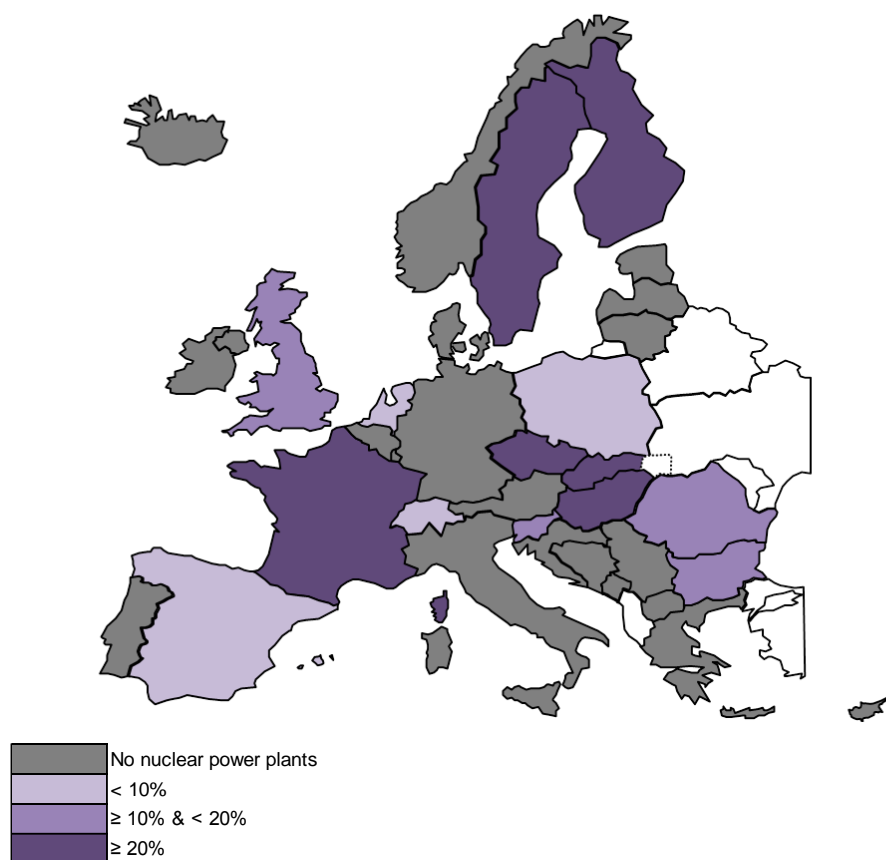 No nuclear power plants
< 10%
≥ 10% & < 20%
≥ 20%